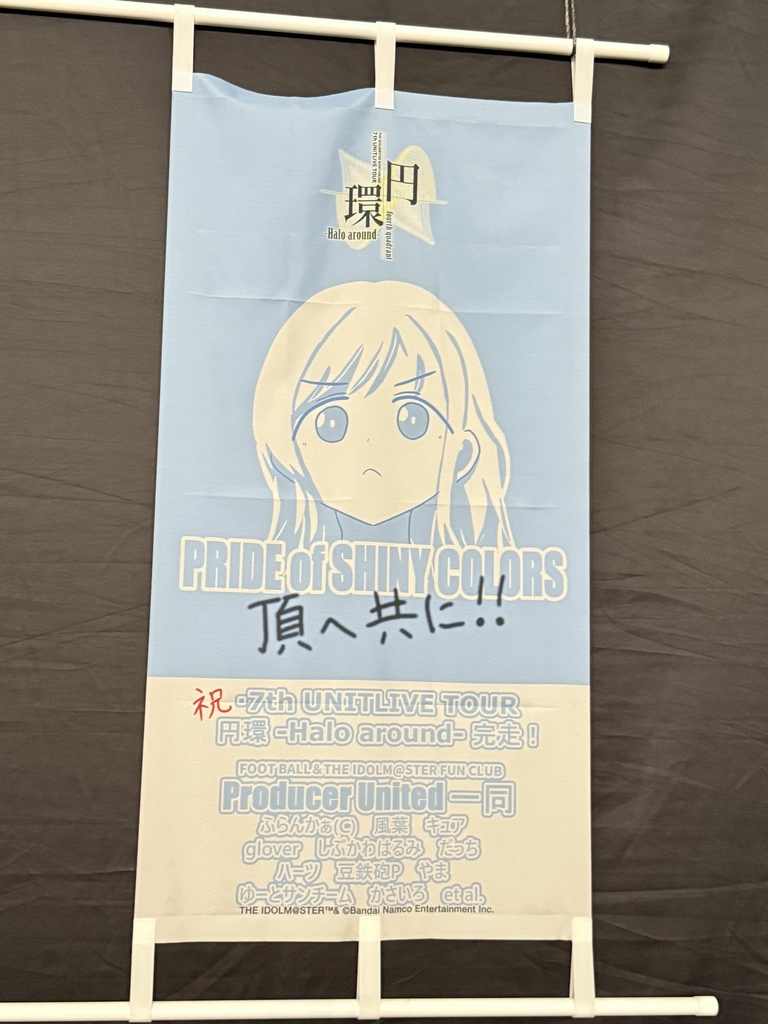 THE IDOLM@STER SHINY COLORS
7th UNITLIVE TOUR
円環
-Halo around-
fourth quadrant
PRIDE of SHINY COLORS
頂へ共に!!
祝 -7th UNITLIVE TOUR
円環 -Halo around- 完走！
FOOT BALL＆THE IDOLM@STER FUN CLUB
Producer United 一同
ふらんかぁ(C) 風葉 キュア
glover しぶかわはるみ だっち
ハーツ 豆鉄砲P やま
ゆーとサンチーム かさいろ et al.
THE IDOLM@STER™& ©Bandai Namco Entertainment Inc.